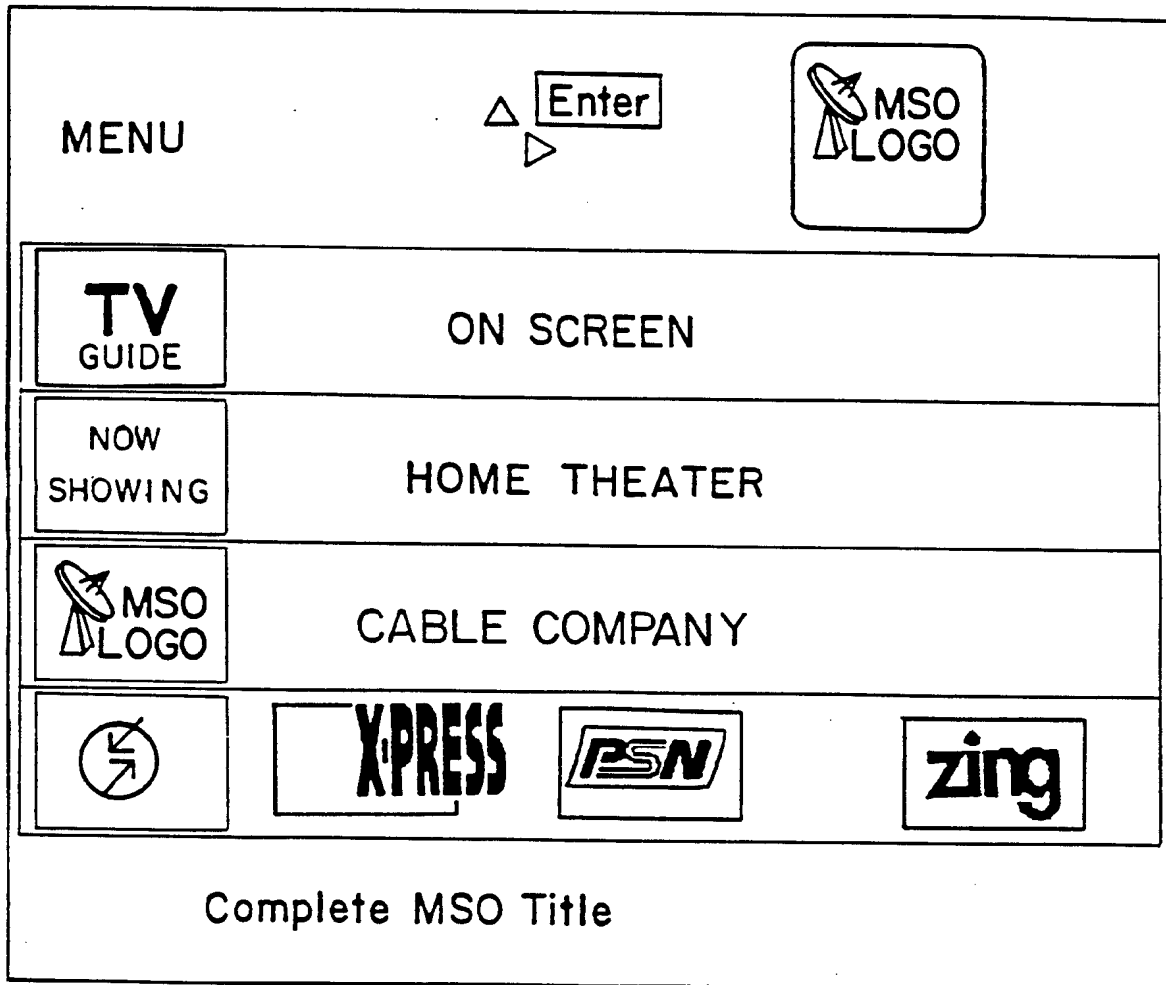 MENU
Enter
MSO
LOGO
TV
GUIDE
ON SCREEN
NOW
SHOWING
HOME THEATER
MSO
LOGO
CABLE COMPANY
X·PRESS
PSN
zing
Complete MSO Title